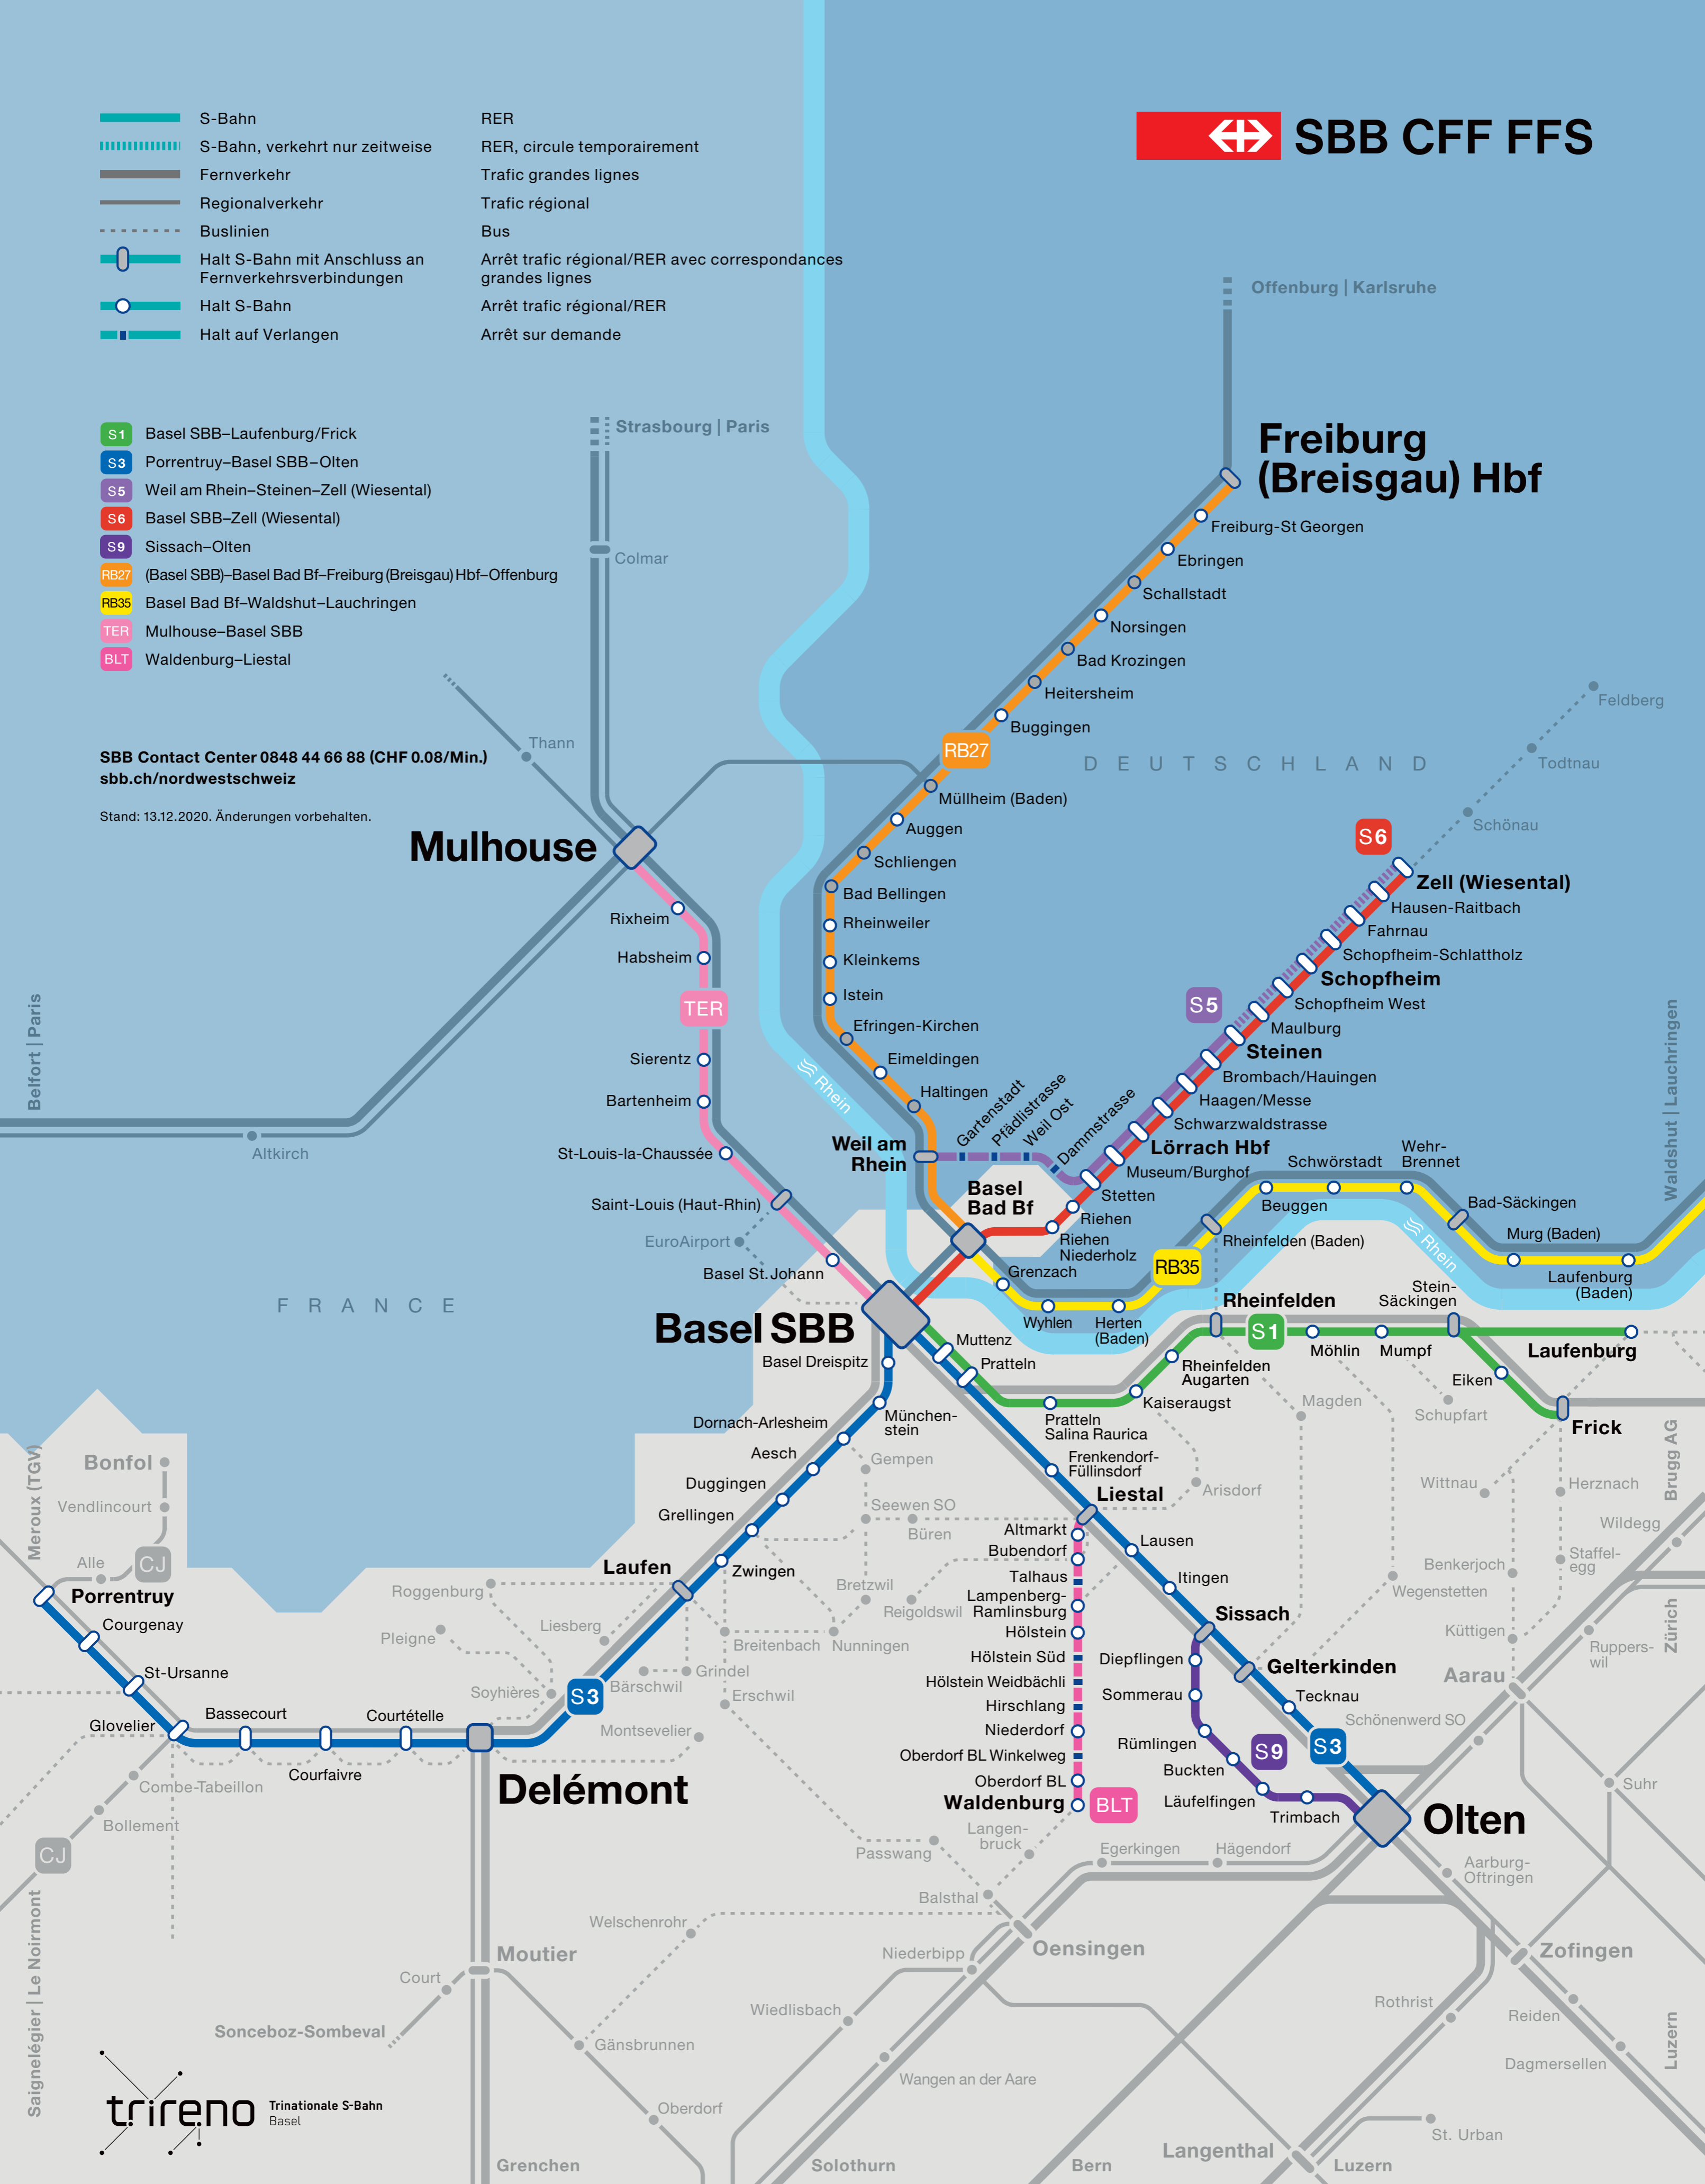 S-Bahn
RER
S-Bahn, verkehrt nur zeitweise
RER, circule temporairement
Fernverkehr
Trafic grandes lignes
Regionalverkehr
Trafic régional
Buslinien
Bus
Halt S-Bahn mit Anschluss an
Fernverkehrsverbindungen
Arrêt trafic régional/RER avec correspondances
grandes lignes
Halt S-Bahn
Arrêt trafic régional/RER
Halt auf Verlangen
Arrêt sur demande
SBB CFF FFS
S1 Basel SBB–Laufenburg/Frick
S3 Porrentruy–Basel SBB–Olten
S5 Weil am Rhein–Steinen–Zell (Wiesental)
S6 Basel SBB–Zell (Wiesental)
S9 Sissach–Olten
RB27 (Basel SBB)–Basel Bad Bf–Freiburg (Breisgau) Hbf–Offenburg
RB35 Basel Bad Bf–Waldshut–Lauchringen
TER Mulhouse–Basel SBB
BLT Waldenburg–Liestal
SBB Contact Center 0848 44 66 88 (CHF 0.08/Min.)
sbb.ch/nordwestschweiz
Stand: 13.12.2020. Änderungen vorbehalten.
Offenburg | Karlsruhe
Strasbourg | Paris
Colmar
Thann
Mulhouse
Freiburg
(Breisgau) Hbf
Freiburg-St Georgen
Ebringen
Schallstadt
Norsingen
Bad Krozingen
Heitersheim
Buggingen
RB27
DEUTSCHLAND
Müllheim (Baden)
Auggen
Schliengen
Bad Bellingen
Rheinweiler
Kleinkems
Istein
Efringen-Kirchen
Eimeldingen
Haltingen
Feldberg
Todtnau
Schönau
S6
Zell (Wiesental)
Hausen-Raitbach
Fahrnau
Schopfheim-Schlattholz
Schopfheim
Schopfheim West
Maulburg
S5
Steinen
Brombach/Hauingen
Haagen/Messe
Schwarzwaldstrasse
Lörrach Hbf
Museum/Burghof
Stetten
Riehen
Riehen
Niederholz
Weil am
Rhein
Gartenstadt
Pfädlistrasse
Weil Ost
Dammstrasse
Basel
Bad Bf
Rixheim
Habsheim
TER
Sierentz
Bartenheim
St-Louis-la-Chaussée
Saint-Louis (Haut-Rhin)
EuroAirport
Basel St. Johann
Belfort | Paris
Altkirch
Rhein
FRANCE
Basel SBB
Grenzach
Wyhlen
Herten
(Baden)
RB35
Rheinfelden (Baden)
Beuggen
Schwörstadt
Wehr-
Brennet
Bad-Säckingen
Murg (Baden)
Laufenburg
(Baden)
Rhein
Waldshut | Lauchringen
Muttenz
Pratteln
Pratteln
Salina Raurica
Kaiseraugst
Rheinfelden
Augarten
Rheinfelden
S1
Möhlin
Mumpf
Stein-
Säckingen
Laufenburg
Eiken
Frick
Brugg AG
Magden
Schupfart
Wittnau
Herznach
Wildegg
Benkerjoch
Staffel-
egg
Wegenstetten
Küttigen
Ruppers-
wil
Zürich
Aarau
Suhr
Basel Dreispitz
München-
stein
Dornach-Arlesheim
Aesch
Duggingen
Grellingen
Zwingen
Laufen
Gempen
Seewen SO
Büren
Bretzwil
Reigoldswil
Breitenbach
Nunningen
Grindel
Bärschwil
Erschwil
Montsevelier
Roggenburg
Liesberg
Pleigne
Soyhières
S3
Delémont
Courtételle
Courfaivre
Bassecourt
Glovelier
St-Ursanne
Courgenay
Porrentruy
Meroux (TGV)
Bonfol
Vendlincourt
Alle
CJ
Combe-Tabeillon
Bollement
CJ
Saignelégier | Le Noirmont
Frenkendorf-
Füllinsdorf
Arisdorf
Liestal
Lausen
Itingen
Sissach
Gelterkinden
Tecknau
Schönenwerd SO
S3
Altmarkt
Bubendorf
Talhaus
Lampenberg-
Ramlinsburg
Hölstein
Hölstein Süd
Hölstein Weidbächli
Hirschlang
Niederdorf
Oberdorf BL Winkelweg
Oberdorf BL
Waldenburg
BLT
Diepflingen
Sommerau
Rümlingen
Buckten
Läufelfingen
S9
Trimbach
Olten
Langen-
bruck
Passwang
Egerkingen
Hägendorf
Aarburg-
Oftringen
Balsthal
Welschenrohr
Oensingen
Niederbipp
Zofingen
Moutier
Court
Sonceboz-Sombeval
Gänsbrunnen
Wiedlisbach
Wangen an der Aare
Oberdorf
Rothrist
Reiden
Dagmersellen
Luzern
St. Urban
Langenthal
Grenchen
Solothurn
Bern
Luzern
trireno
Trinationale S-Bahn
Basel